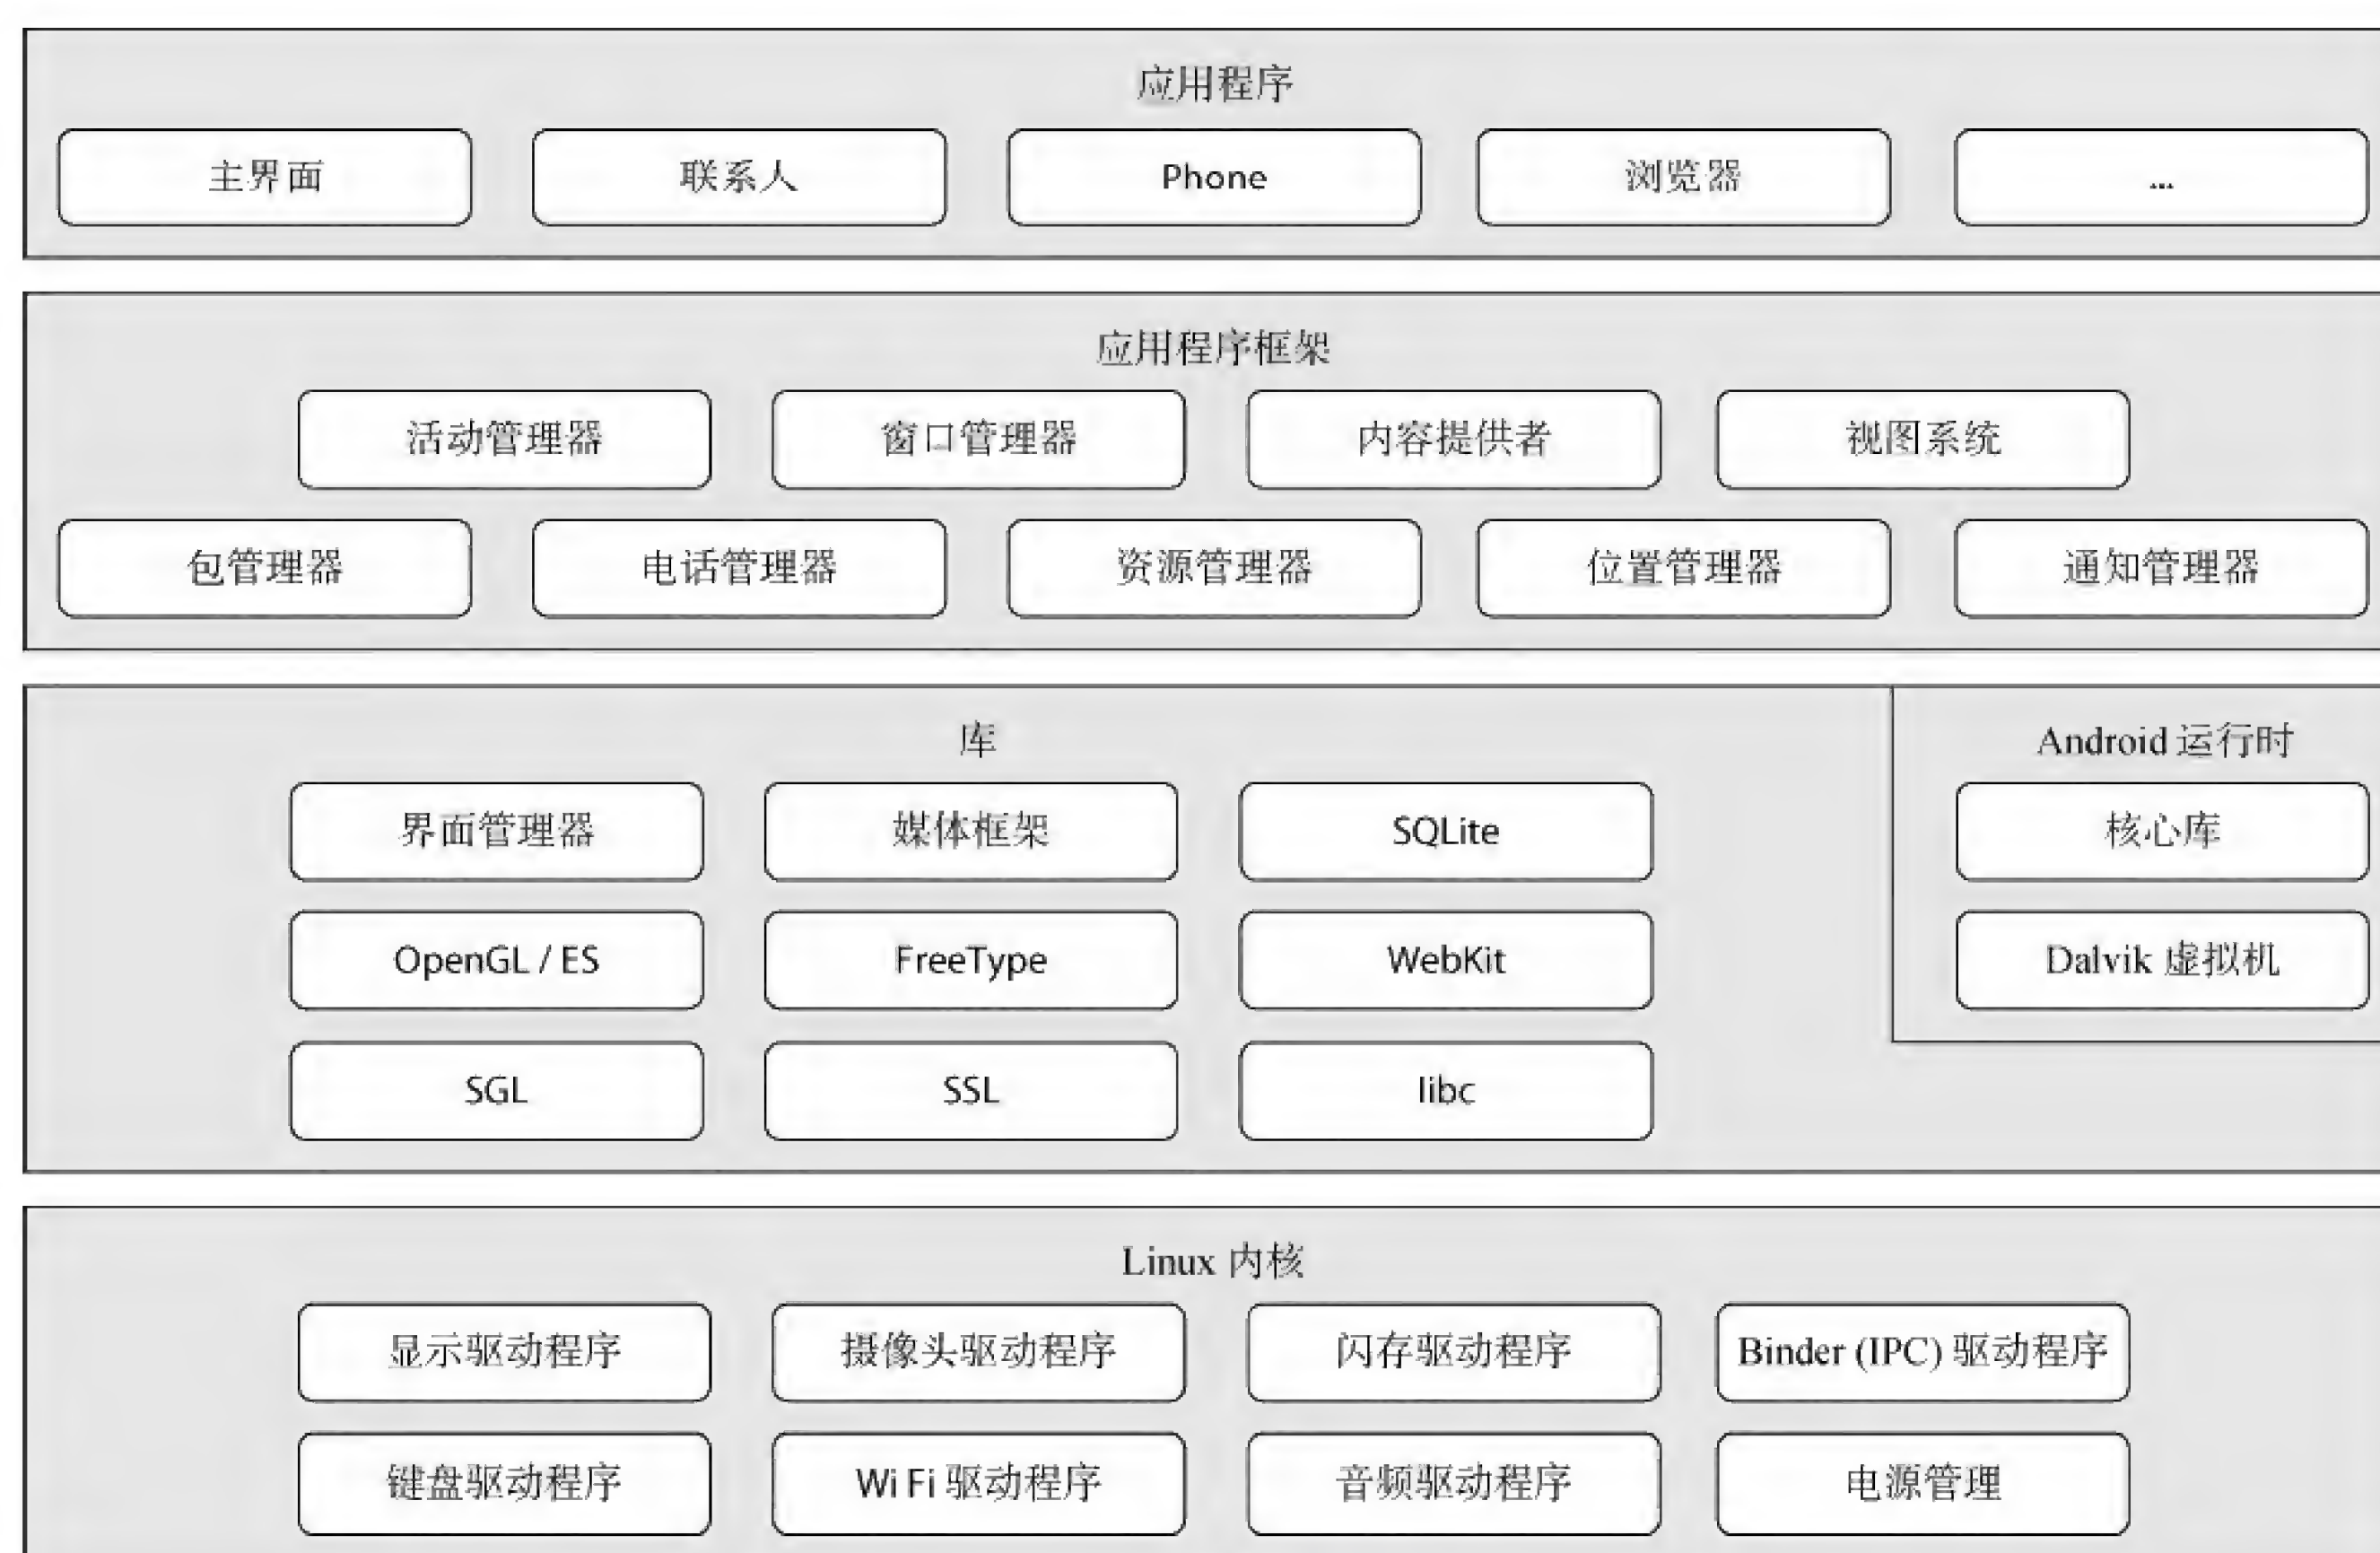 应用程序
主界面 联系人 Phone 浏览器 ...
应用程序框架
活动管理器 窗口管理器 内容提供者 视图系统
包管理器 电话管理器 资源管理器 位置管理器 通知管理器
库 Android 运行时
界面管理器 媒体框架 SQLite 核心库
OpenGL / ES FreeType WebKit Dalvik 虚拟机
SGL SSL libc
Linux 内核
显示驱动程序 摄像头驱动程序 闪存驱动程序 Binder (IPC) 驱动程序
键盘驱动程序 Wi Fi 驱动程序 音频驱动程序 电源管理